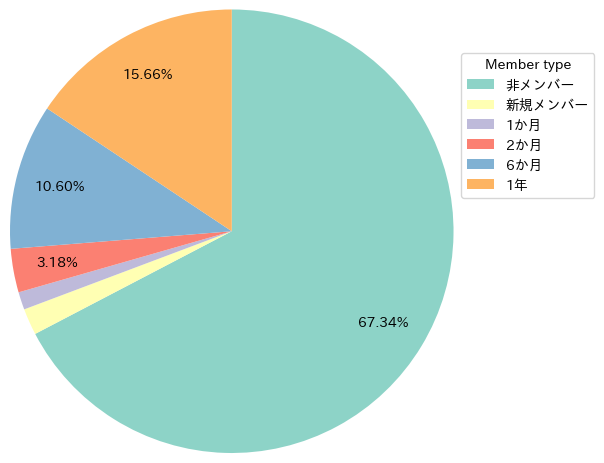 15.66%
10.60%
3.18%
67.34%
Member type
非メンバー
新規メンバー
1か月
2か月
6か月
1年